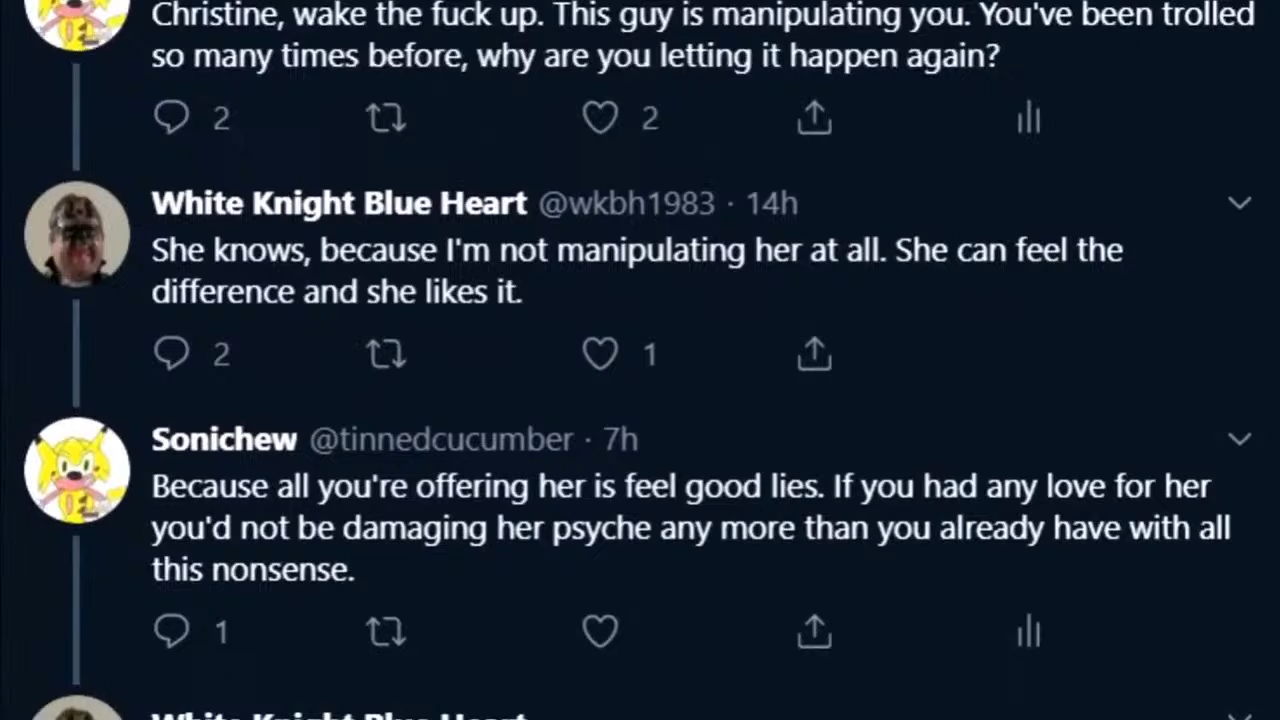 Christine, wake the fuck up. This guy is manipulating you. You've been trolled
so many times before, why are you letting it happen again?
2 2
White Knight Blue Heart @wkbh1983 · 14h
She knows, because I'm not manipulating her at all. She can feel the
difference and she likes it.
2 1
Sonichew @tinnedcucumber · 7h
Because all you're offering her is feel good lies. If you had any love for her
you'd not be damaging her psyche any more than you already have with all
this nonsense.
1
White Knight Blue Heart